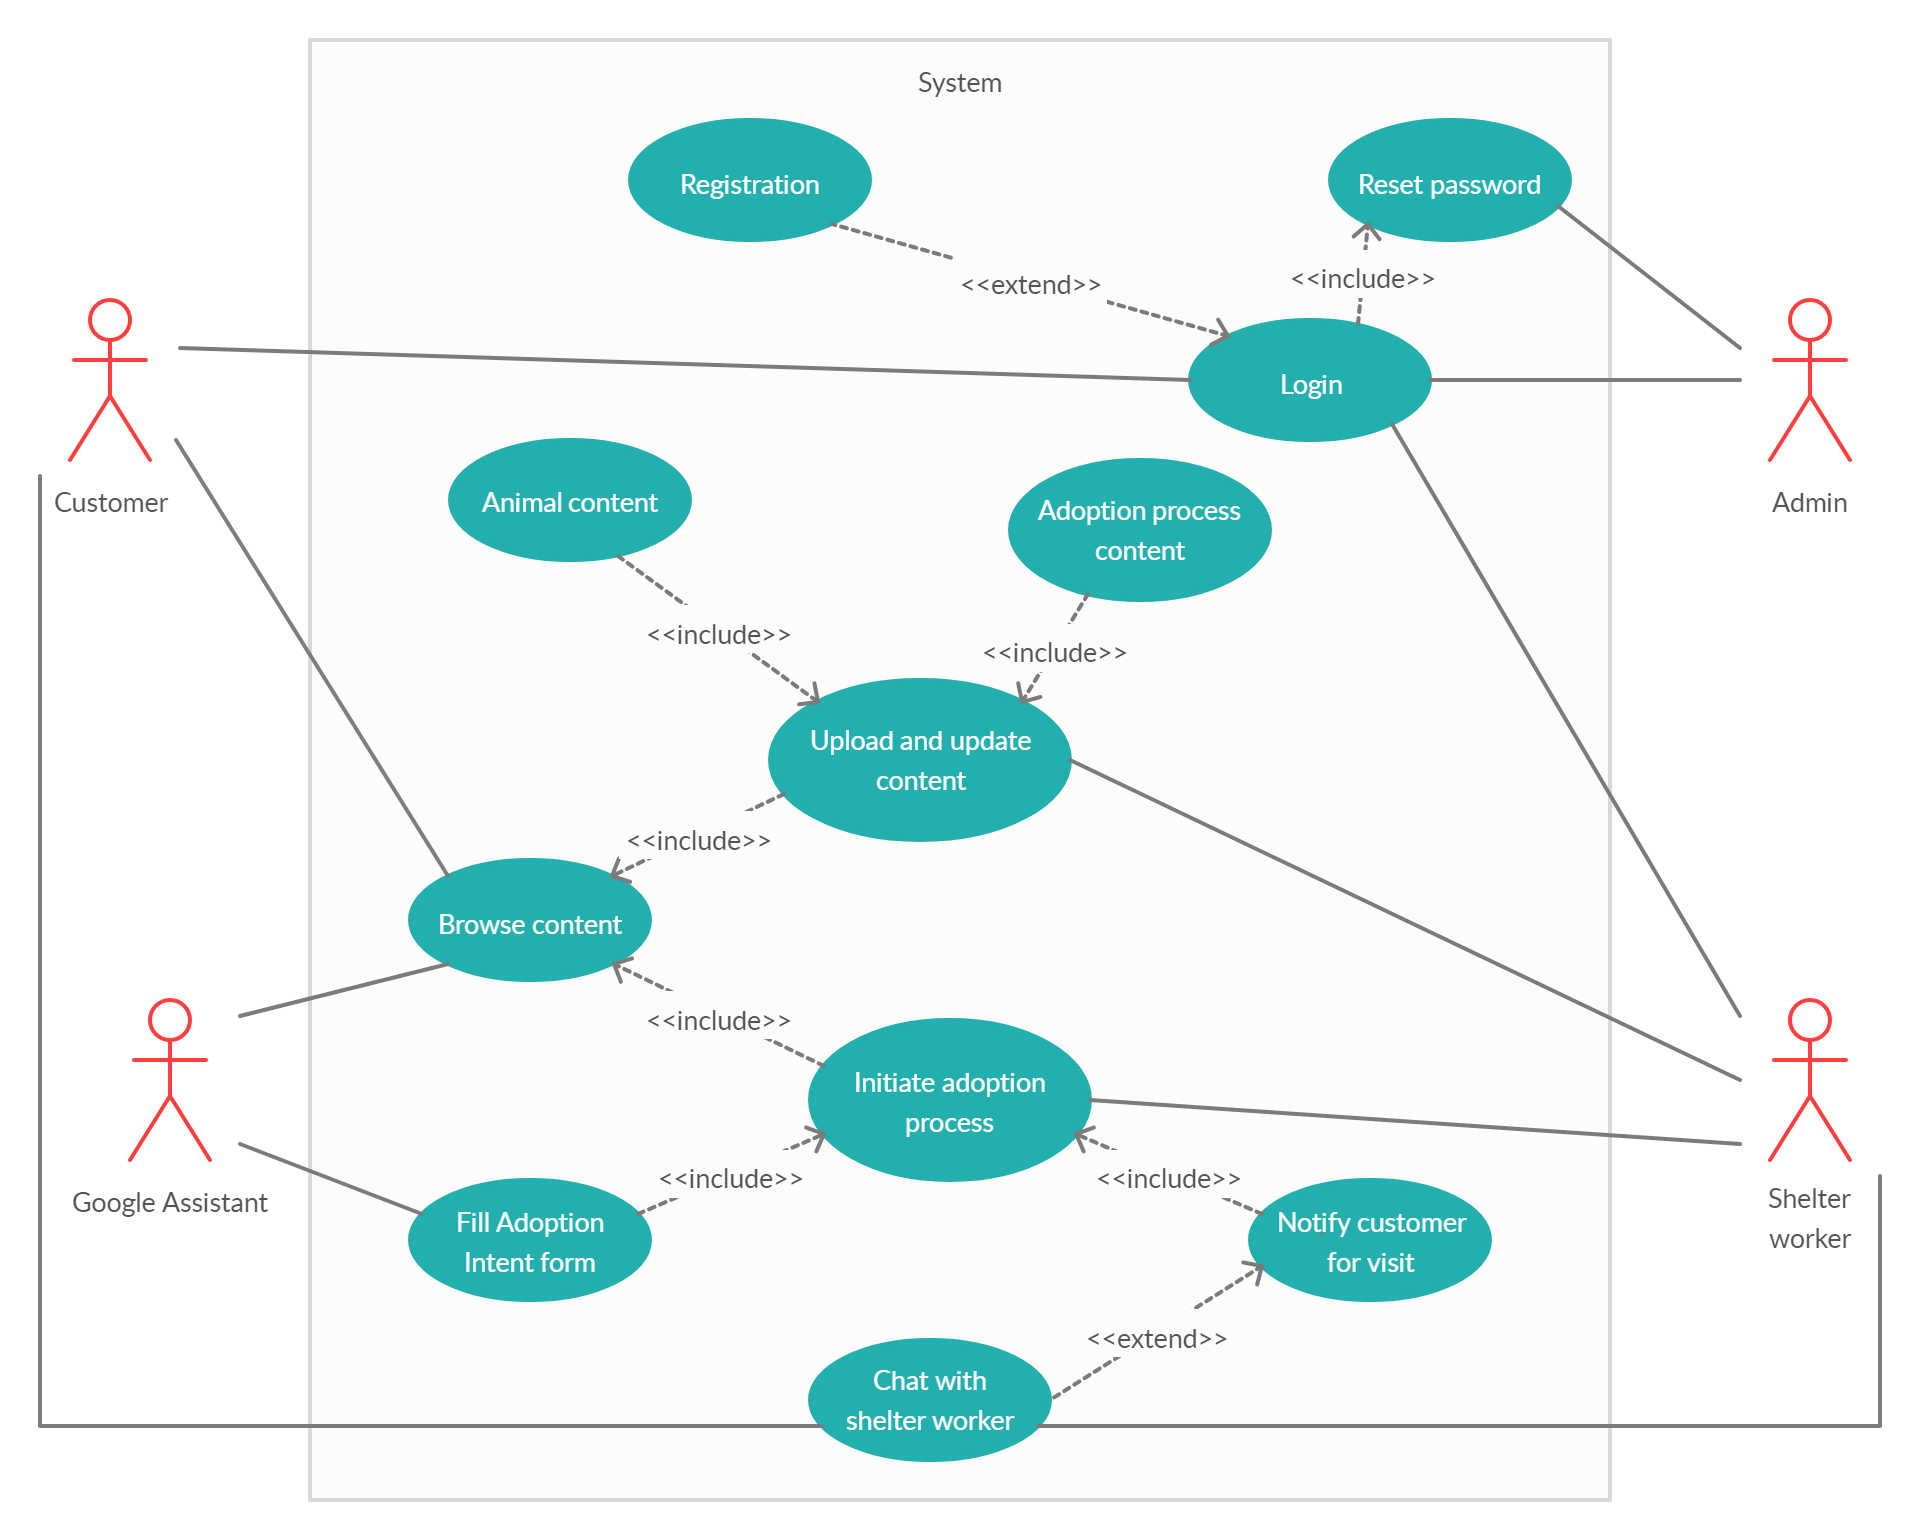 System
Registration
Reset password
<<extend>>
<<include>>
Login
Customer
Admin
Animal content
Adoption process
content
<<include>>
<<include>>
Upload and update
content
<<include>>
Browse content
<<include>>
Initiate adoption
process
Google Assistant
<<include>>
<<include>>
Shelter
worker
Fill Adoption
Intent form
Notify customer
for visit
<<extend>>
Chat with
shelter worker